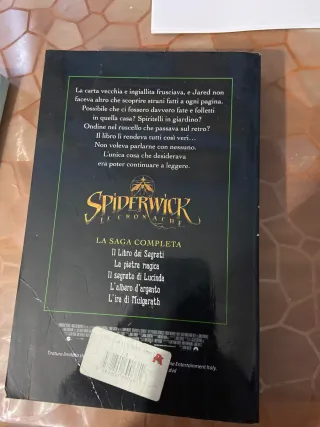 La carta vecchia e ingiallita frusciava, e Jared non
faceva altro che scoprire strani fatti a ogni pagina.
Possibile che ci fossero davvero fate e folletti
in quella casa? Spiritelli in giardino?
Ondine nel ruscello che passava sul retro?
Il libro li rendeva tutti così veri...
Non voleva parlarne con nessuno.
L'unica cosa che desiderava
era poter continuare a leggere.
SPIDERWICK
LE CRONACHE
LA SAGA COMPLETA
Il Libro dei Segreti
La pietra magica
Il segreto di Lucinda
L'albero d'argento
L'ira di Mulgarath
Entertainment Italy,